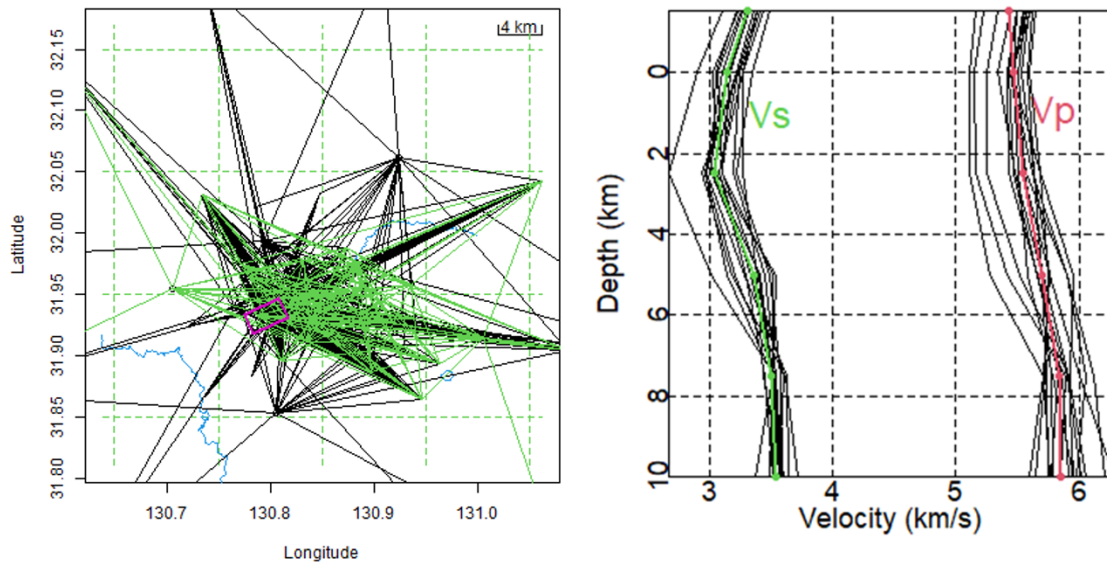 4 km
32.15
32.10
32.05
32.00
31.95
31.90
31.85
31.80
Latitude
130.7 130.8 130.9 131.0
Longitude
Vs
Vp
0
2
4
6
8
10
Depth (km)
3 4 5 6
Velocity (km/s)